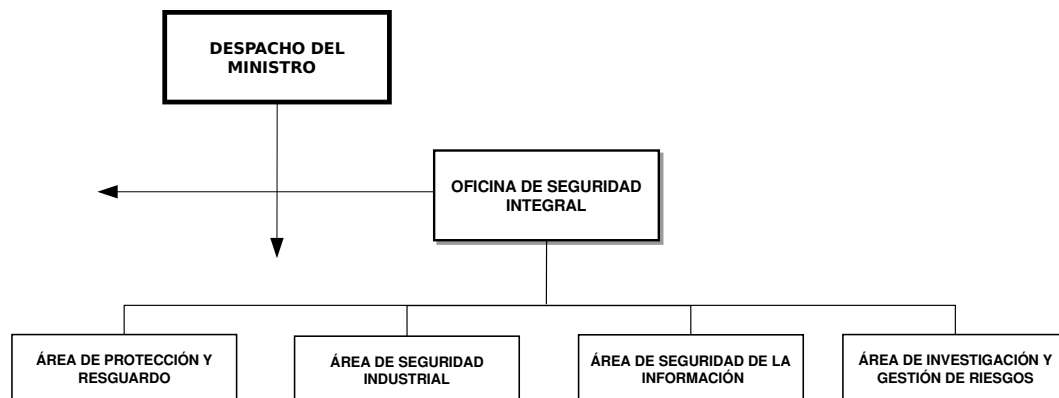 DESPACHO DEL
MINISTRO
OFICINA DE SEGURIDAD
INTEGRAL
ÁREA DE PROTECCIÓN Y
RESGUARDO
ÁREA DE SEGURIDAD
INDUSTRIAL
ÁREA DE SEGURIDAD DE LA
INFORMACIÓN
ÁREA DE INVESTIGACIÓN Y
GESTIÓN DE RIESGOS